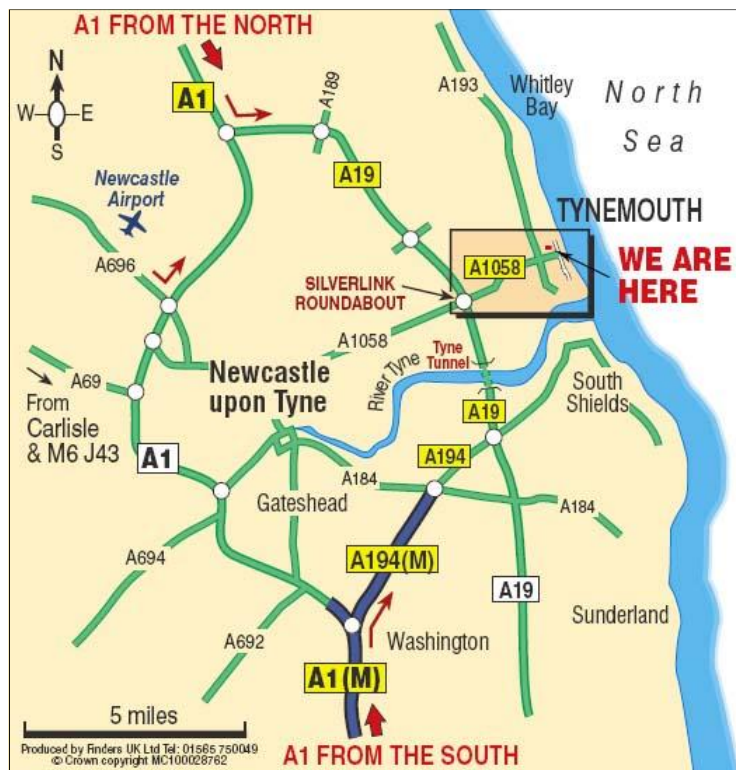 A1 FROM THE NORTH
N
W E
S
A1
A189
A193
Whitley
Bay
North
Sea
A19
Newcastle
Airport
TYNEMOUTH
A696
A1058
WE ARE
HERE
SILVERLINK
ROUNDABOUT
A1058
Tyne
Tunnel
River Tyne
A69
From
Carlisle
& M6 J43
Newcastle
upon Tyne
South
Shields
A19
A1
A194
A184
Gateshead
A184
A694
A194(M)
A19
Sunderland
A692
Washington
A1(M)
5 miles
Produced by Finders UK Ltd Tel: 01565 750049
© Crown copyright MC100028762
A1 FROM THE SOUTH